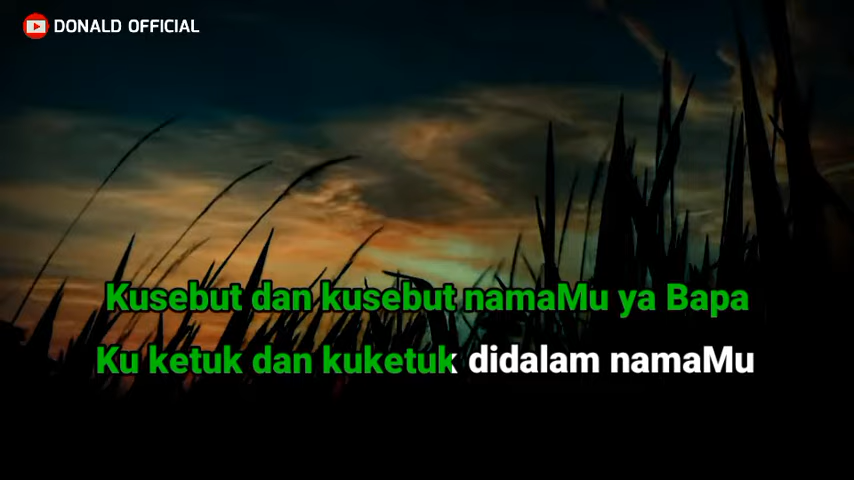 DONALD OFFICIAL
Kusebut dan kusebut namaMu ya Bapa
Ku ketuk dan kuketuk didalam namaMu